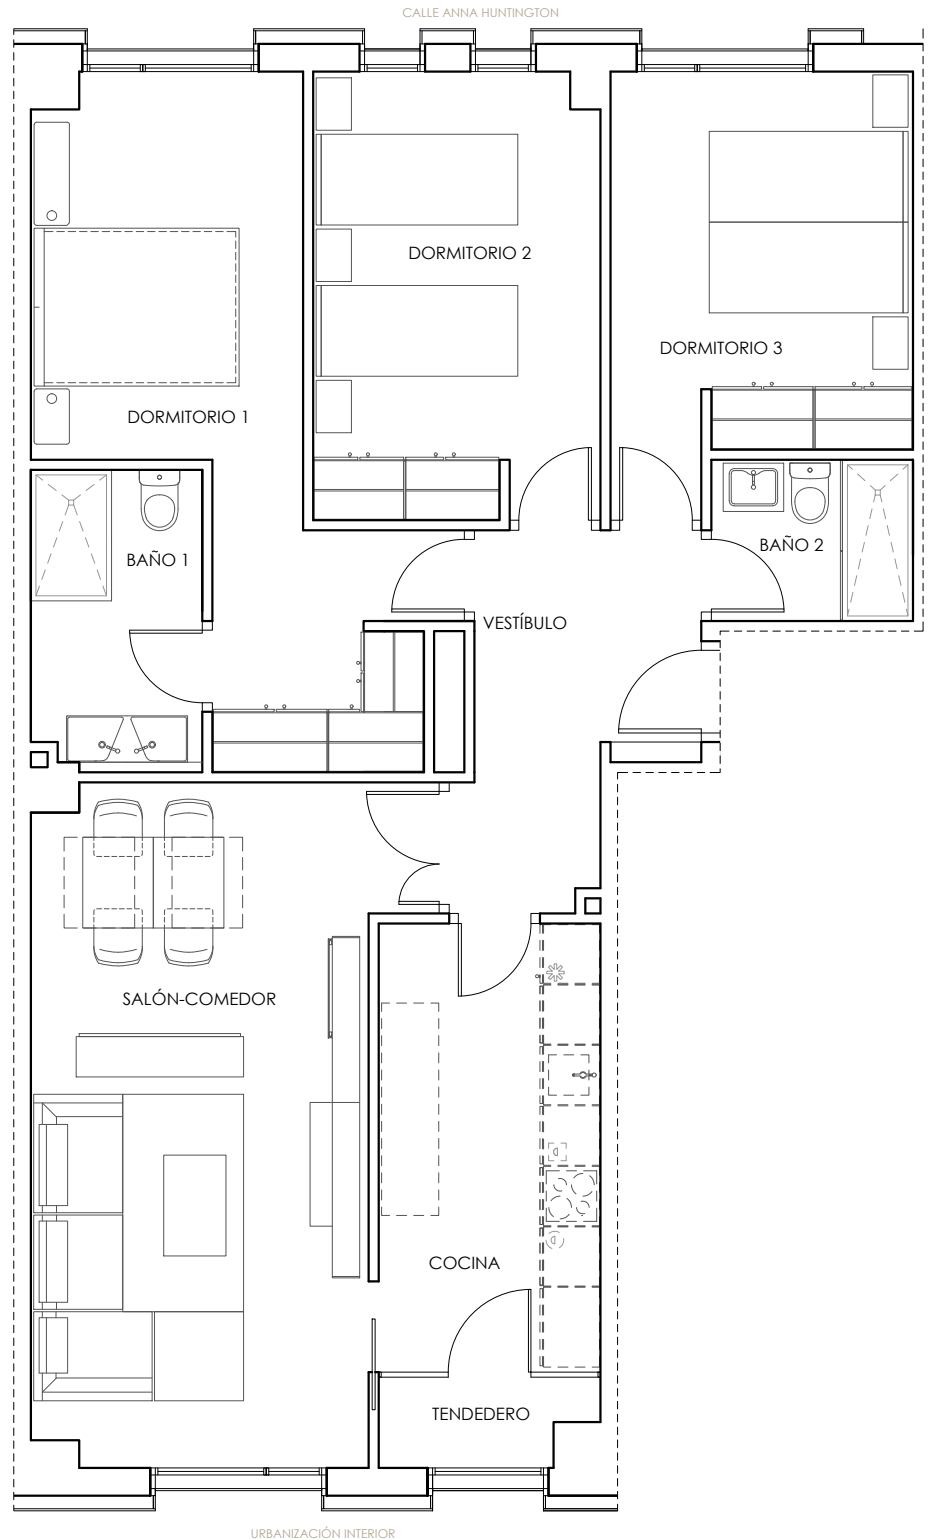 CALLE ANNA HUNTINGTON
DORMITORIO 2
DORMITORIO 3
DORMITORIO 1
BAÑO 2
BAÑO 1
VESTÍBULO
SALÓN-COMEDOR
COCINA
TENDEDERO
URBANIZACIÓN INTERIOR